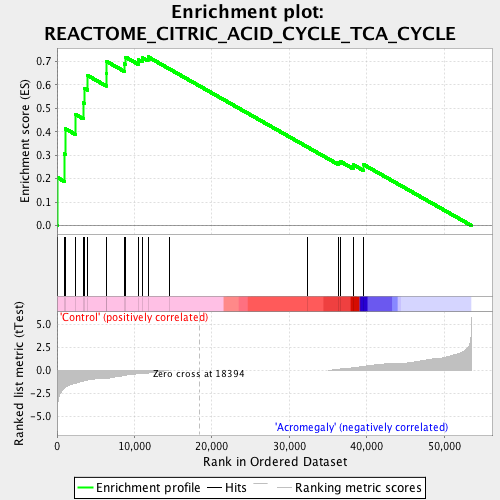 Enrichment plot:
REACTOME_CITRIC_ACID_CYCLE_TCA_CYCLE
Enrichment score (ES)
0.7
0.6
0.5
0.4
0.3
0.2
0.1
0.0
Ranked list metric (tTest)
5.0
2.5
0.0
-2.5
-5.0
'Control' (positively correlated)
Zero cross at 18394
'Acromegaly' (negatively correlated)
0
10,000
20,000
30,000
40,000
50,000
Rank in Ordered Dataset
Enrichment profile
Hits
Ranking metric scores